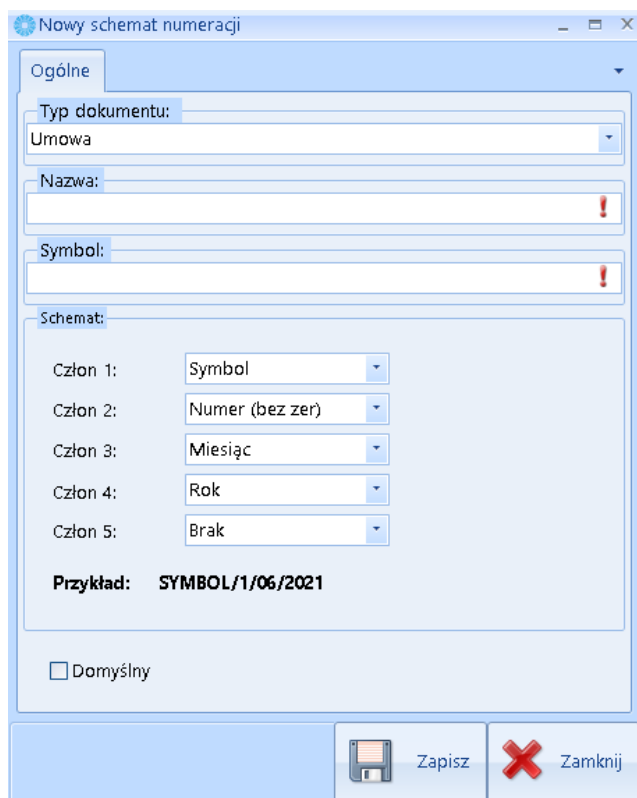 Nowy schemat numeracji
Ogólne
Typ dokumentu:
Umowa
Nazwa:
Symbol:
Schemat:
Człon 1: Symbol
Człon 2: Numer (bez zer)
Człon 3: Miesiąc
Człon 4: Rok
Człon 5: Brak
Przykład: SYMBOL/1/06/2021
Domyślny
Zapisz Zamknij